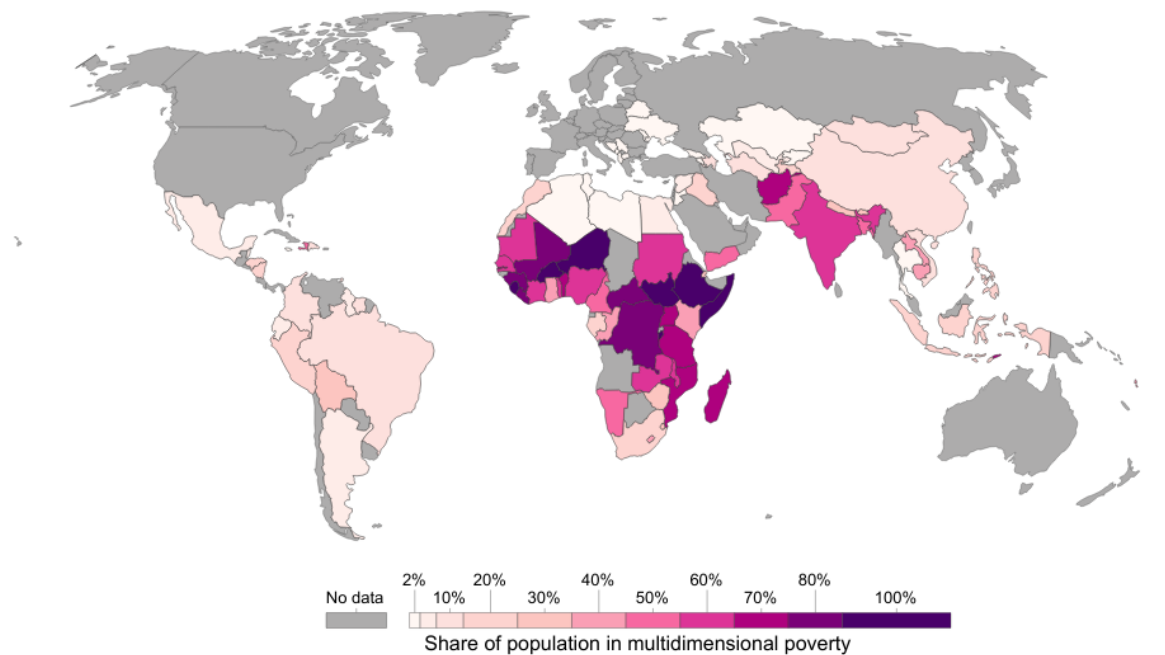 2% 20% 40% 60% 80%
No data 10% 30% 50% 70% 100%
Share of population in multidimensional poverty